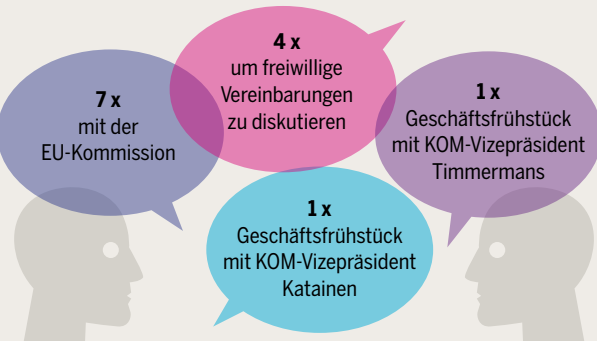 7 x
mit der
EU-Kommission
4 x
um freiwillige
Vereinbarungen
zu diskutieren
1 x
Geschäftsfrühstück
mit KOM-Vizepräsident
Timmermans
1 x
Geschäftsfrühstück
mit KOM-Vizepräsident
Katainen